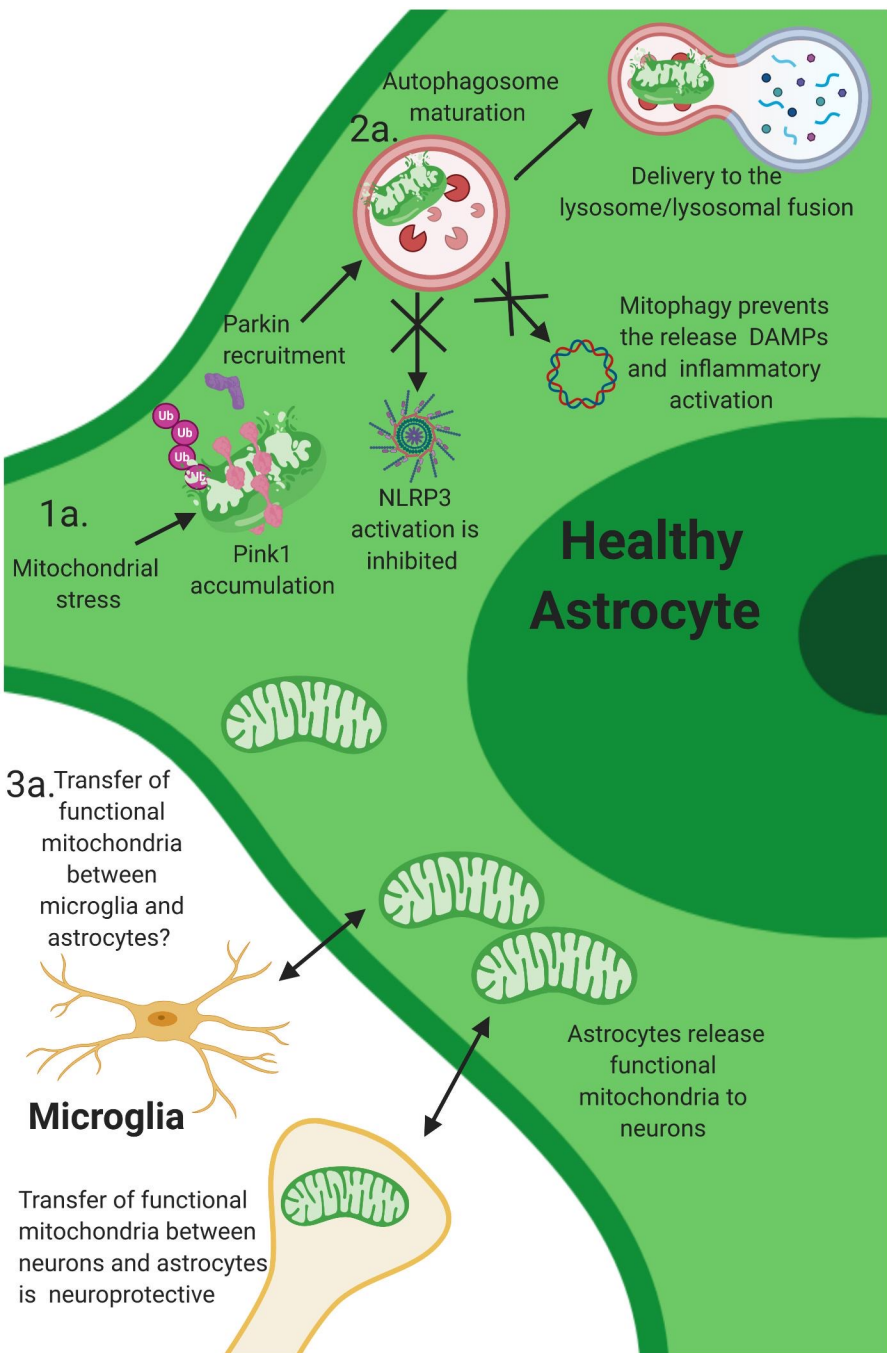 Autophagosome
maturation
2a.
Delivery to the
lysosome/lysosomal fusion
Parkin
recruitment
Mitophagy prevents
the release DAMPs
and inflammatory
activation
Ub
Ub
Ub
Ub
1a.
Mitochondrial
stress
Pink1
accumulation
NLRP3
activation is
inhibited
Healthy
Astrocyte
3a. Transfer of
functional
mitochondria
between
microglia and
astrocytes?
Microglia
Astrocytes release
functional
mitochondria to
neurons
Transfer of functional
mitochondria between
neurons and astrocytes
is neuroprotective